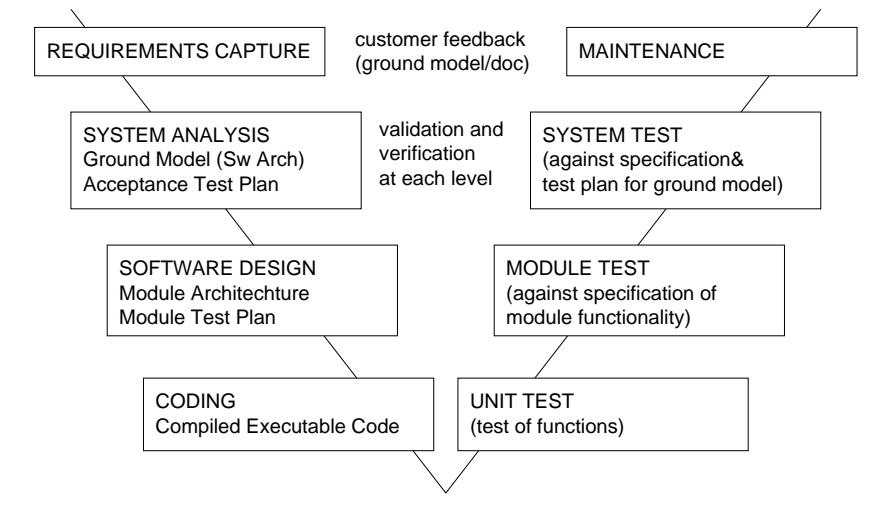 REQUIREMENTS CAPTURE
customer feedback
(ground model/doc)
MAINTENANCE
SYSTEM ANALYSIS
Ground Model (Sw Arch)
Acceptance Test Plan
validation and
verification
at each level
SYSTEM TEST
(against specification&
test plan for ground model)
SOFTWARE DESIGN
Module Architechture
Module Test Plan
MODULE TEST
(against specification of
module functionality)
CODING
Compiled Executable Code
UNIT TEST
(test of functions)